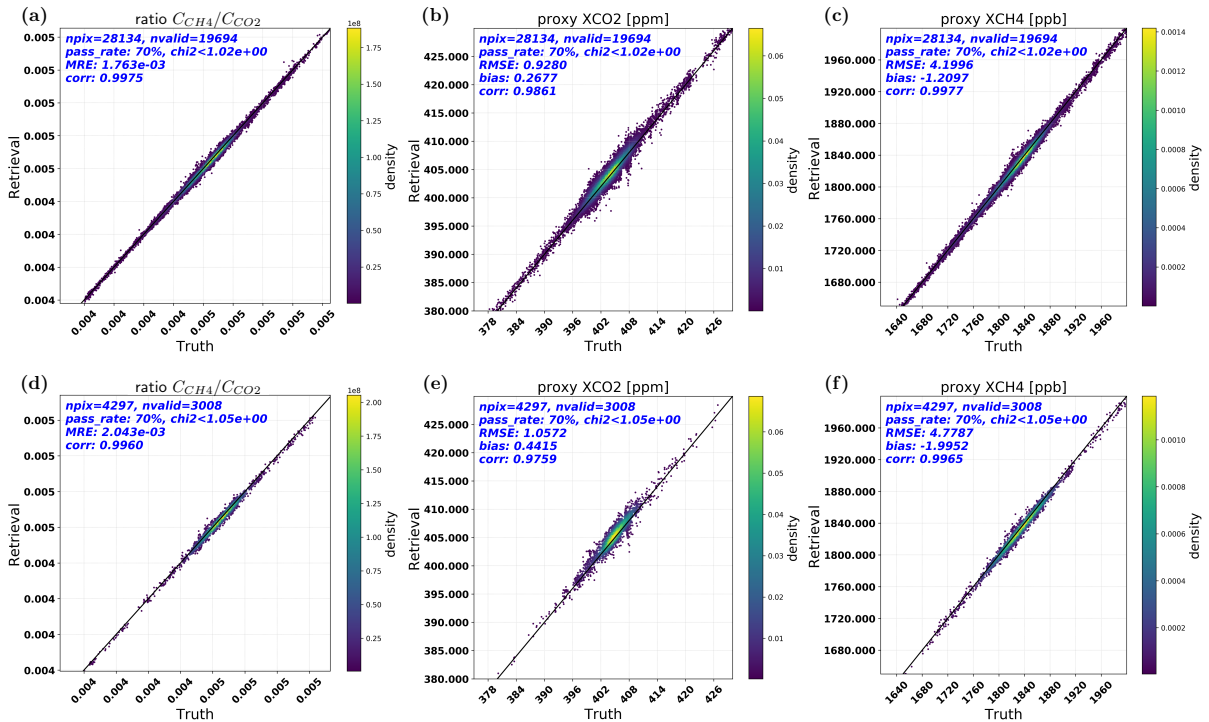 (a)
ratio C_CH4/C_CO2
1e8
npix=28134, nvalid=19694
pass_rate: 70%, chi2<1.02e+00
MRE: 1.763e-03
corr: 0.9975
0.005
0.005
0.005
0.005
0.005
0.004
0.004
0.004
0.004
Retrieval
0.004
0.004
0.004
0.004
0.005
0.005
0.005
0.005
0.005
Truth
1.75
1.50
1.25
1.00
0.75
0.50
0.25
density
(b)
proxy XCO2 [ppm]
npix=28134, nvalid=19694
pass_rate: 70%, chi2<1.02e+00
RMSE: 0.9280
bias: 0.2677
corr: 0.9861
425.000
420.000
415.000
410.000
405.000
400.000
395.000
390.000
385.000
380.000
Retrieval
378
384
390
396
402
408
414
420
426
Truth
0.06
0.05
0.04
0.03
0.02
0.01
density
(c)
proxy XCH4 [ppb]
npix=28134, nvalid=19694
pass_rate: 70%, chi2<1.02e+00
RMSE: 4.1996
bias: -1.2097
corr: 0.9977
1960.000
1920.000
1880.000
1840.000
1800.000
1760.000
1720.000
1680.000
Retrieval
1640
1680
1720
1760
1800
1840
1880
1920
1960
Truth
0.0014
0.0012
0.0010
0.0008
0.0006
0.0004
0.0002
density
(d)
ratio C_CH4/C_CO2
1e8
npix=4297, nvalid=3008
pass_rate: 70%, chi2<1.05e+00
MRE: 2.043e-03
corr: 0.9960
0.005
0.005
0.005
0.005
0.004
0.004
0.004
0.004
Retrieval
0.004
0.004
0.004
0.004
0.005
0.005
0.005
0.005
Truth
2.00
1.75
1.50
1.25
1.00
0.75
0.50
0.25
density
(e)
proxy XCO2 [ppm]
npix=4297, nvalid=3008
pass_rate: 70%, chi2<1.05e+00
RMSE: 1.0572
bias: 0.4415
corr: 0.9759
425.000
420.000
415.000
410.000
405.000
400.000
395.000
390.000
385.000
380.000
Retrieval
378
384
390
396
402
408
414
420
426
Truth
0.06
0.05
0.04
0.03
0.02
0.01
density
(f)
proxy XCH4 [ppb]
npix=4297, nvalid=3008
pass_rate: 70%, chi2<1.05e+00
RMSE: 4.7787
bias: -1.9952
corr: 0.9965
1960.000
1920.000
1880.000
1840.000
1800.000
1760.000
1720.000
1680.000
Retrieval
1640
1680
1720
1760
1800
1840
1880
1920
1960
Truth
0.0010
0.0008
0.0006
0.0004
0.0002
density